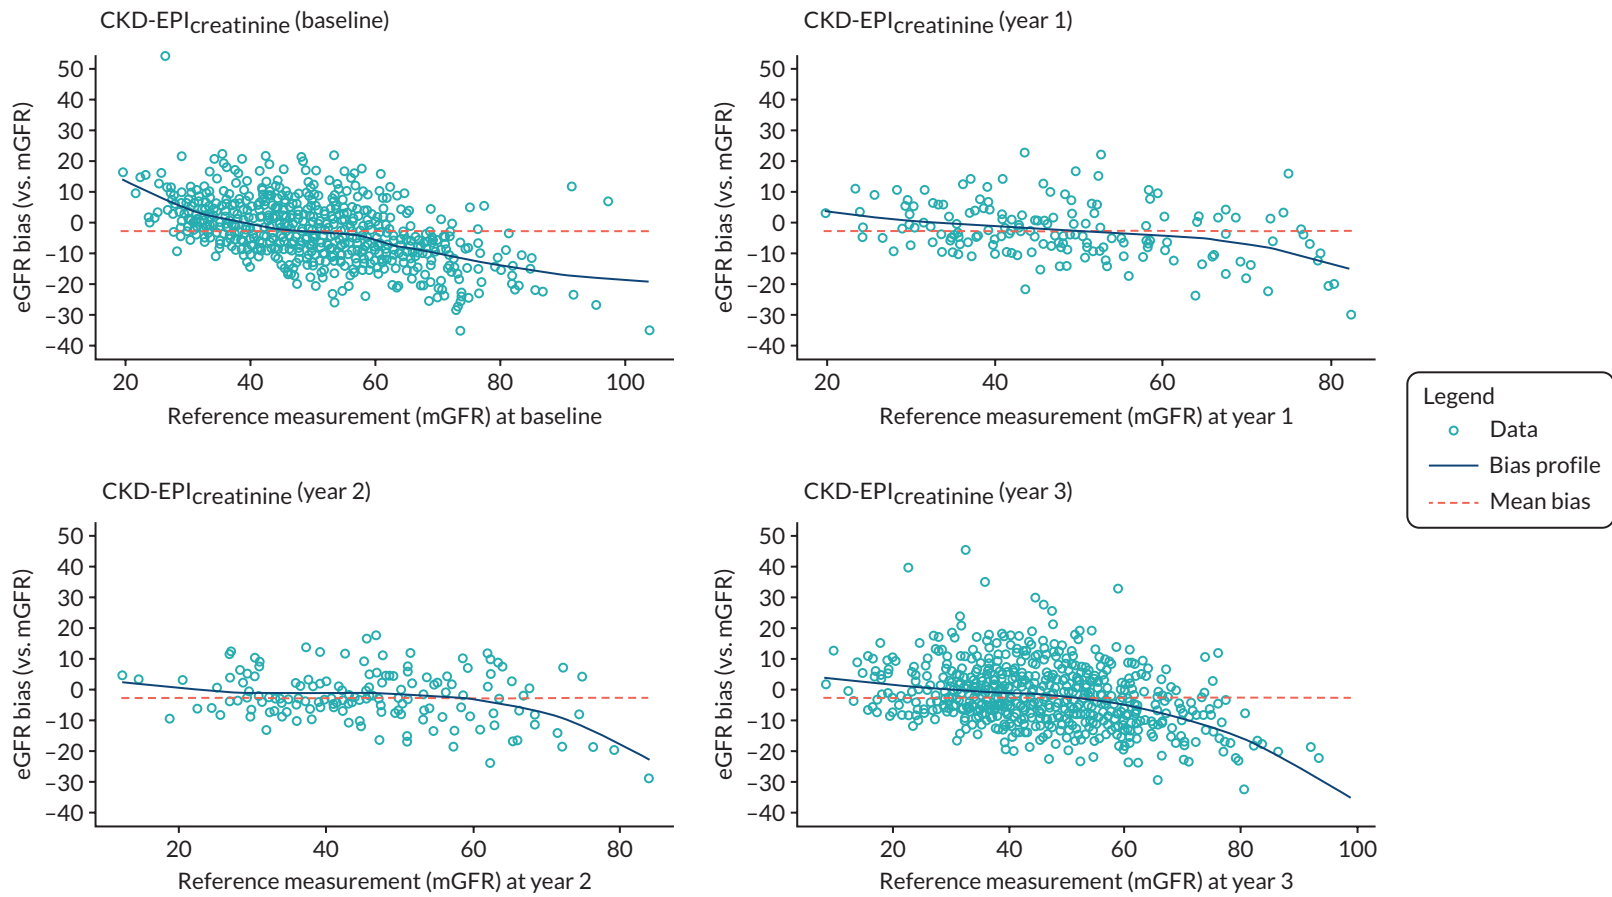 CKD-EPIcreatinine (baseline)
eGFR bias (vs. mGFR)
50
40
30
20
10
0
–10
–20
–30
–40
20 40 60 80 100
Reference measurement (mGFR) at baseline
CKD-EPIcreatinine (year 1)
eGFR bias (vs. mGFR)
50
40
30
20
10
0
–10
–20
–30
–40
20 40 60 80
Reference measurement (mGFR) at year 1
Legend
Data
Bias profile
Mean bias
CKD-EPIcreatinine (year 2)
eGFR bias (vs. mGFR)
50
40
30
20
10
0
–10
–20
–30
–40
20 40 60 80
Reference measurement (mGFR) at year 2
CKD-EPIcreatinine (year 3)
eGFR bias (vs. mGFR)
50
40
30
20
10
0
–10
–20
–30
–40
20 40 60 80 100
Reference measurement (mGFR) at year 3